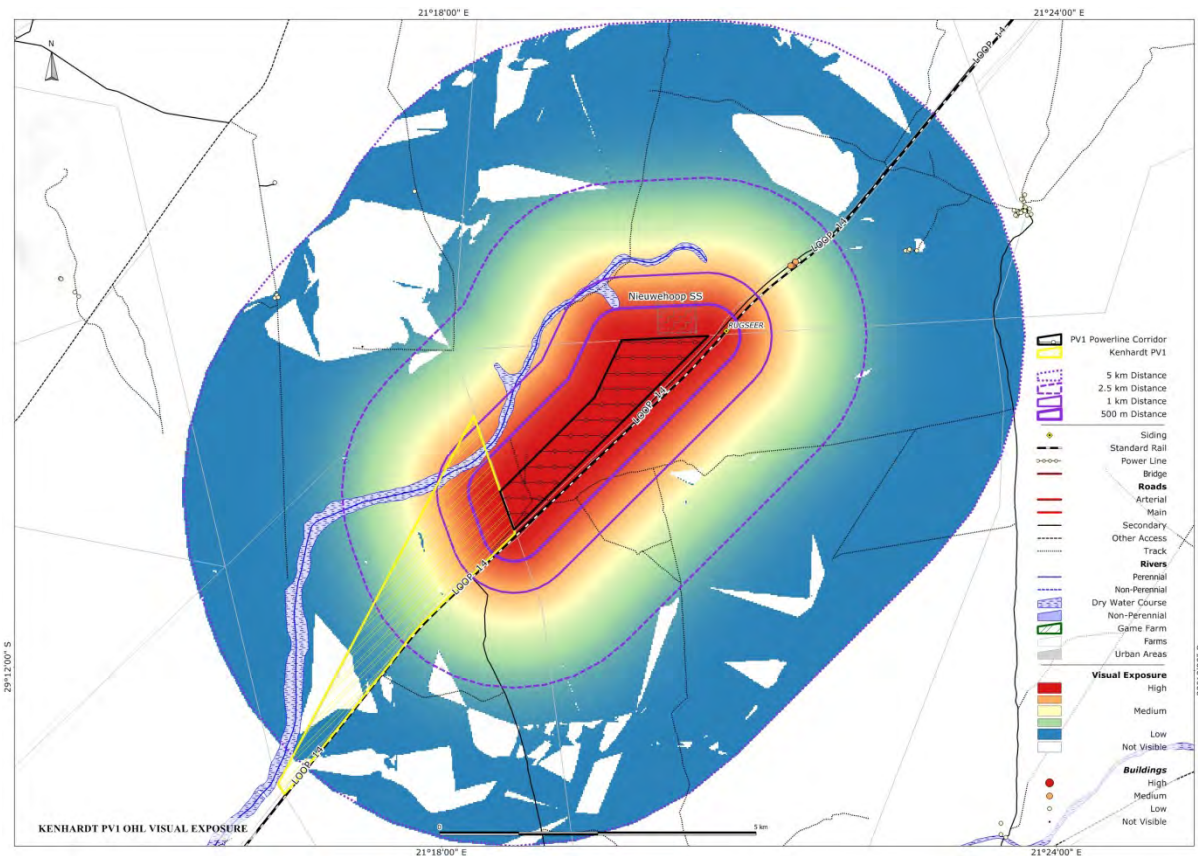 21°18'00" E
21°24'00" E
N
LOOP 14
LOOP 14
Nieuwehoop SS
RUGSEER
LOOP 14
LOOP 14
LOOP 14
29°12'00" S
PV1 Powerline Corridor
Kenhardt PV1
5 km Distance
2.5 km Distance
1 km Distance
500 m Distance
Siding
Standard Rail
Power Line
Bridge
Roads
Arterial
Main
Secondary
Other Access
Track
Rivers
Perennial
Non-Perennial
Dry Water Course
Non-Perennial
Game Farm
Farms
Urban Areas
Visual Exposure
High
Medium
Low
Not Visible
Buildings
High
Medium
Low
Not Visible
KENHARDT PV1 OHL VISUAL EXPOSURE
0
5 km
21°18'00" E
21°24'00" E